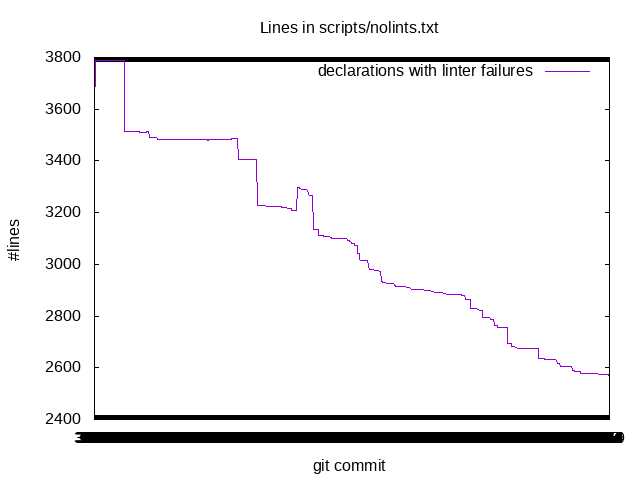 Lines in scripts/nolints.txt
3800
declarations with linter failures
3600
3400
3200
#lines
3000
2800
2600
2400
git commit